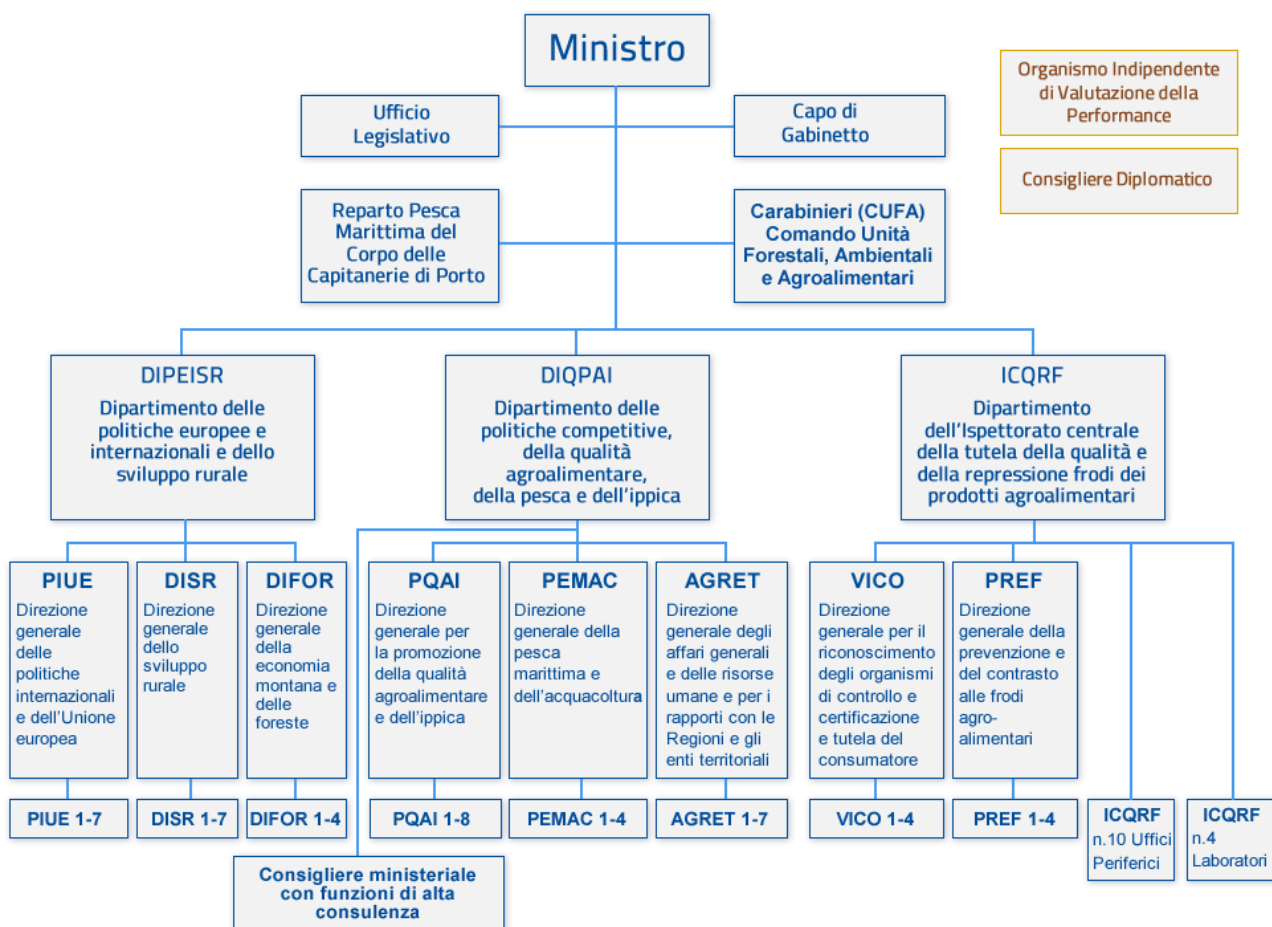 Ministro
Organismo Indipendente
di Valutazione della
Performance
Ufficio
Legislativo
Capo di
Gabinetto
Consigliere Diplomatico
Reparto Pesca
Marittima del
Corpo delle
Capitanerie di Porto
Carabinieri (CUFA)
Comando Unità
Forestali, Ambientali
e Agroalimentari
DIPEISR
Dipartimento delle
politiche europee e
internazionali e dello
sviluppo rurale
DIQPAI
Dipartimento delle
politiche competitive,
della qualità
agroalimentare,
della pesca e dell'ippica
ICQRF
Dipartimento
dell'Ispettorato centrale
della tutela della qualità e
della repressione frodi dei
prodotti agroalimentari
PIUE
Direzione
generale
delle
politiche
internazionali
e dell'Unione
europea
DISR
Direzione
generale
dello
sviluppo
rurale
DIFOR
Direzione
generale
della
economia
montana e
delle
foreste
PQAI
Direzione
generale per
la promozione
della qualità
agroalimentare
e dell'ippica
PEMAC
Direzione
generale della
pesca
marittima e
dell'acquacoltura
AGRET
Direzione
generale degli
affari generali
e delle risorse
umane e per i
rapporti con le
Regioni e gli
enti territoriali
VICO
Direzione
generale per il
riconoscimento
degli organismi
di controllo e
certificazione
e tutela del
consumatore
PREF
Direzione
generale della
prevenzione e
del contrasto
alle frodi
agro-
alimentari
PIUE 1-7
DISR 1-7
DIFOR 1-4
PQAI 1-8
PEMAC 1-4
AGRET 1-7
VICO 1-4
PREF 1-4
ICQRF
n.10 Uffici
Periferici
ICQRF
n.4
Laboratori
Consigliere ministeriale
con funzioni di alta
consulenza